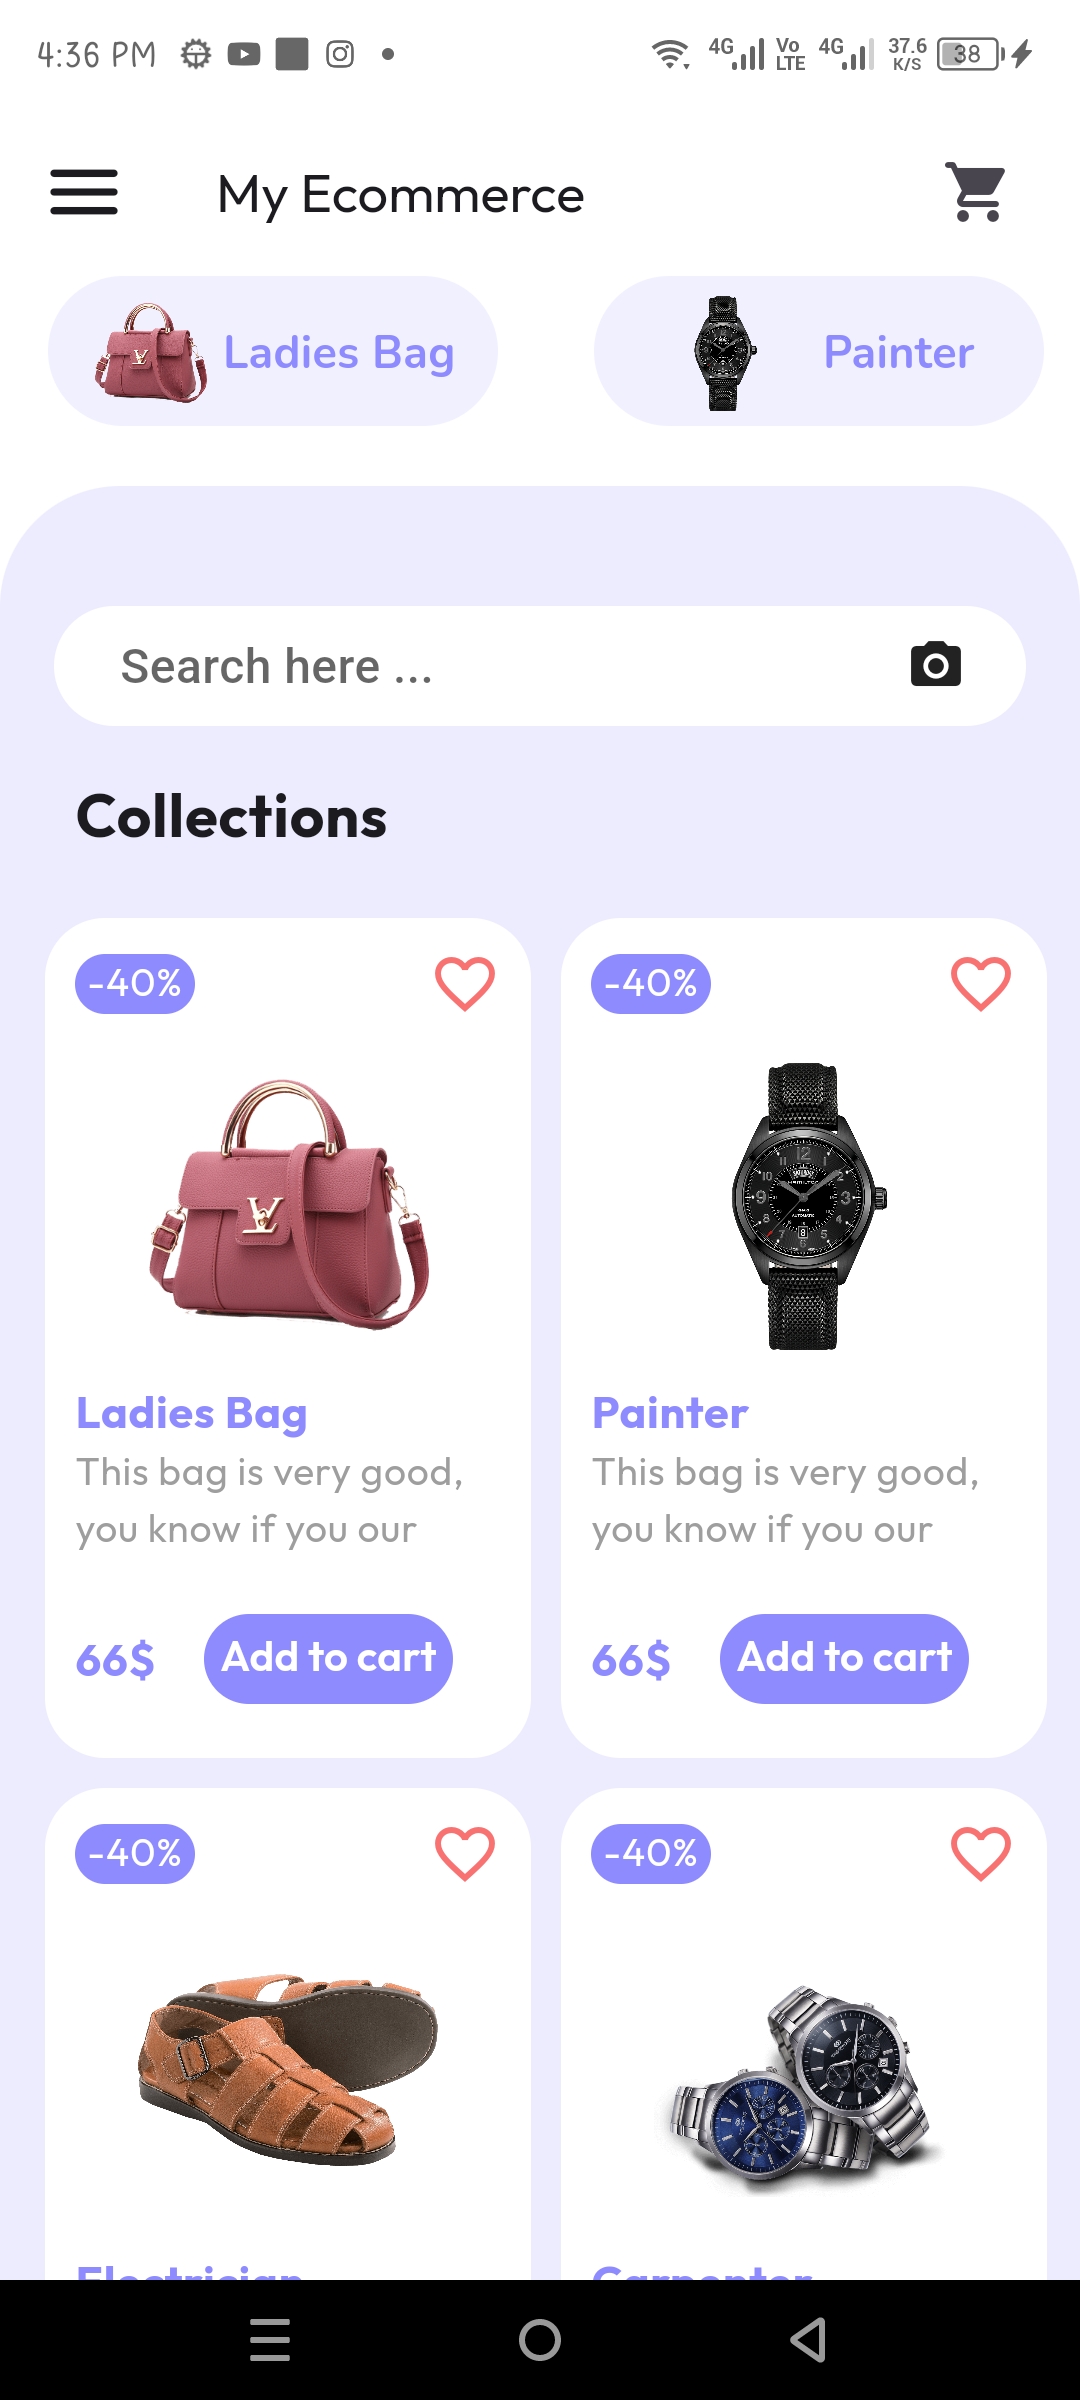 4:36 PM 4G Vo LTE 4G 37.6 K/S 38
My Ecommerce
Ladies Bag Painter
Search here ...
Collections
-40% -40%
Ladies Bag Painter
This bag is very good, This bag is very good,
you know if you our you know if you our
66$ Add to cart 66$ Add to cart
-40% -40%
Electrician Carpenter